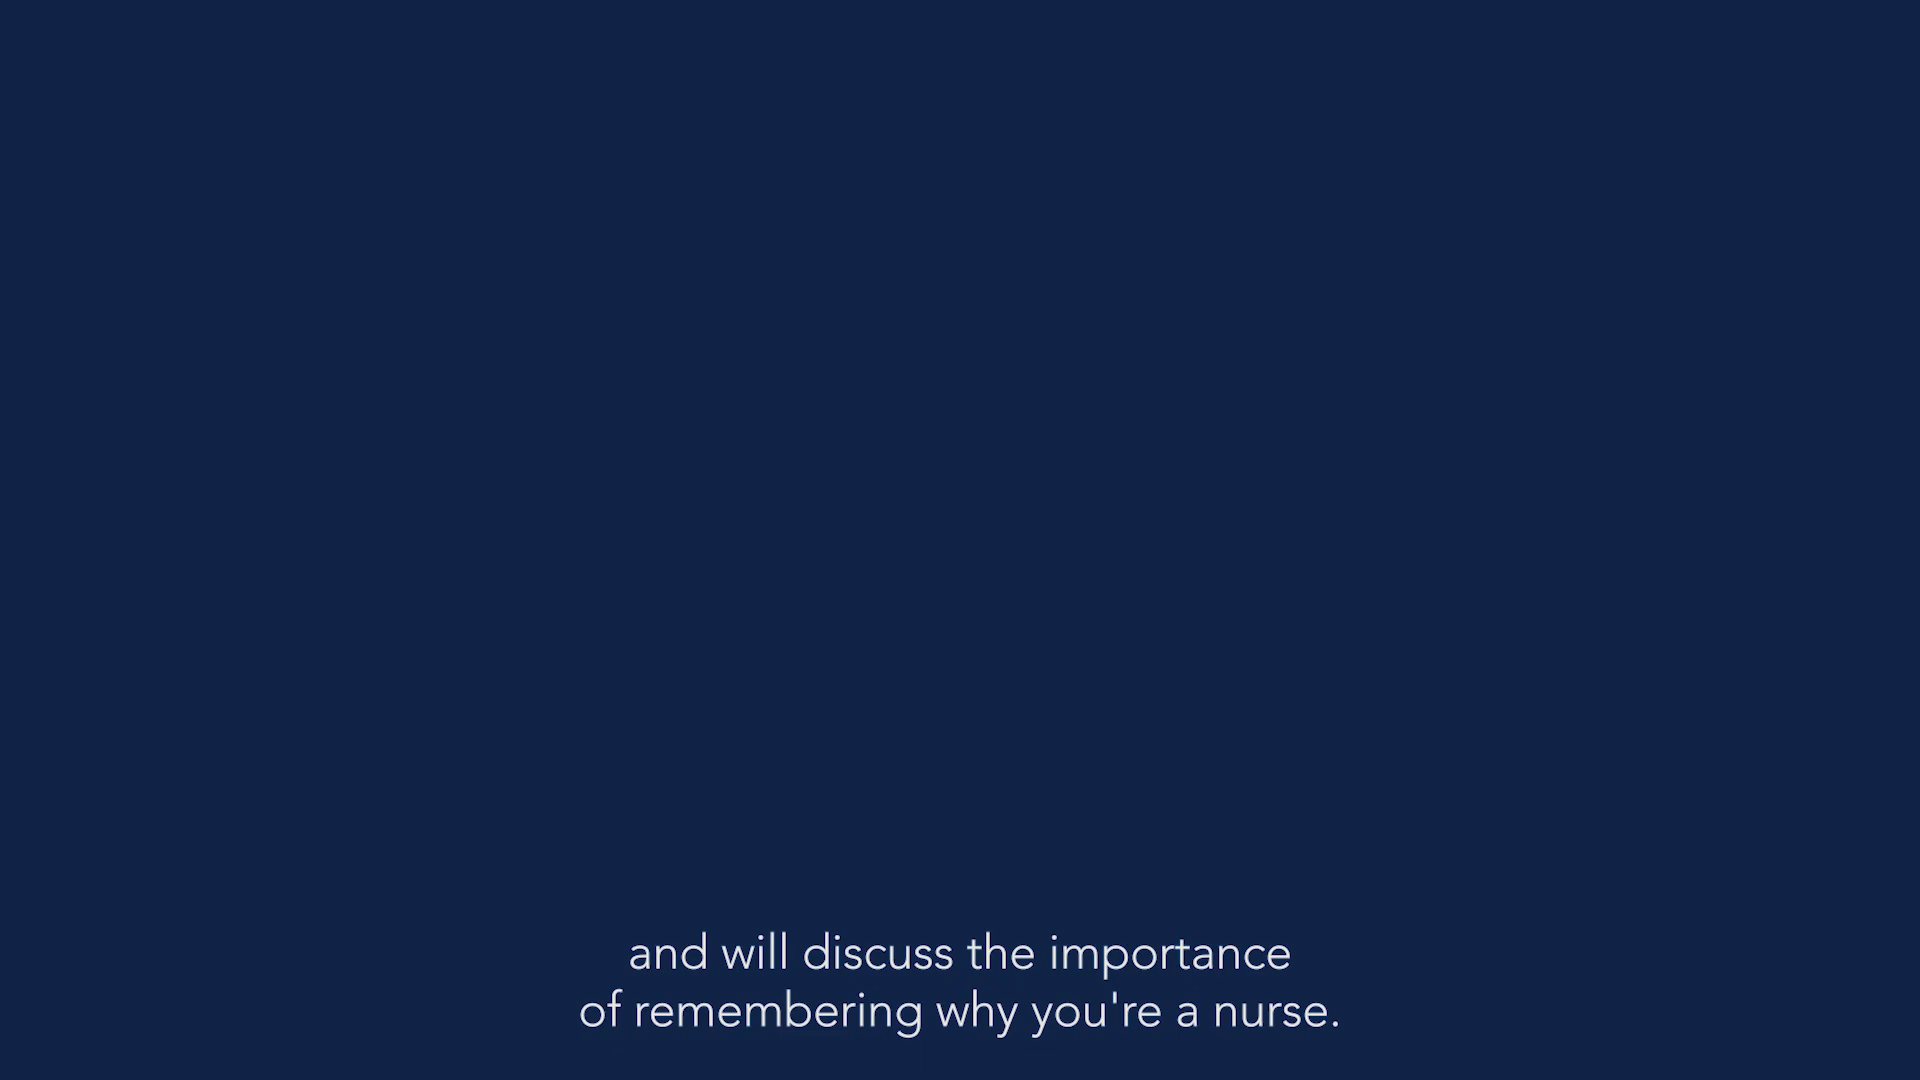 and will discuss the importance
of remembering why you're a nurse.